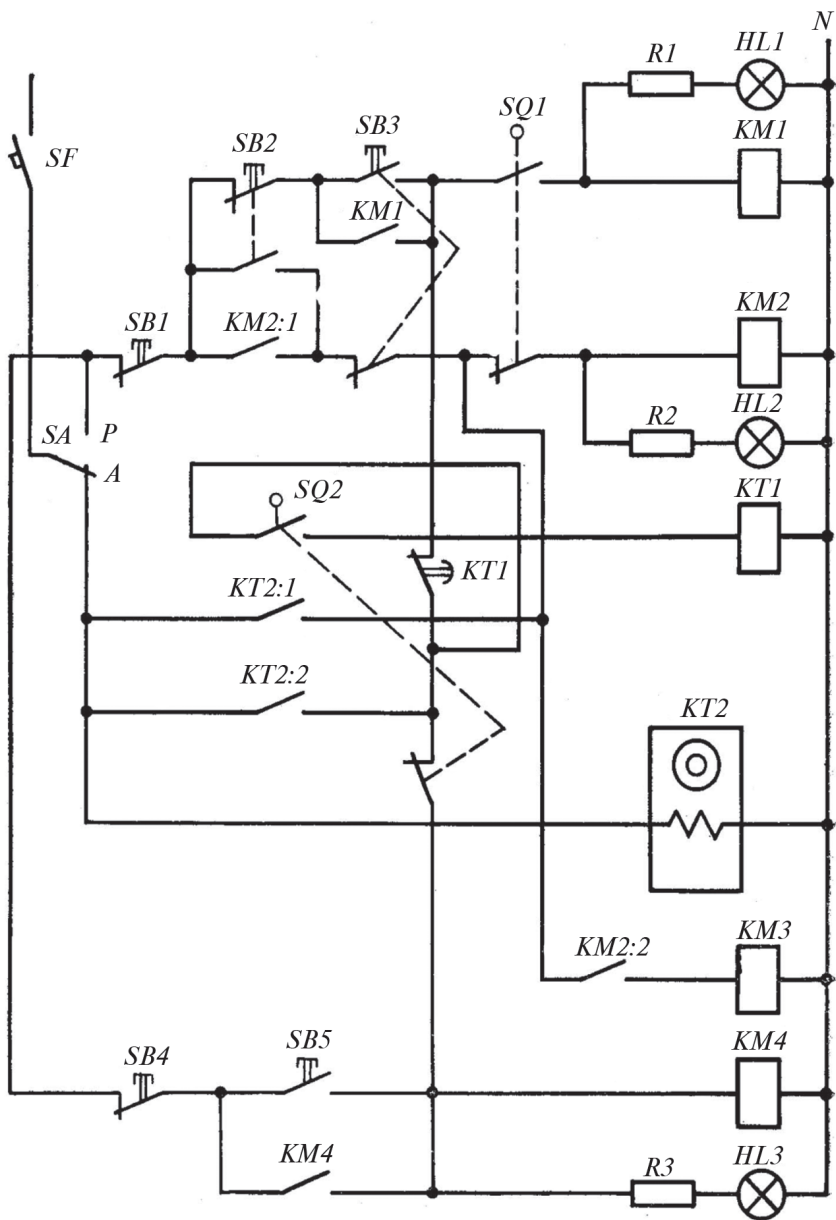 N
R1 HL1
SF
SB2 SB3 SQ1 KM1
KM1
SB1 KM2:1 KM2
SA P
A
R2 HL2
SQ2 KT1
KT1
KT2:1
KT2:2
KT2
KM2:2 KM3
SB4 SB5 KM4
KM4 R3 HL3